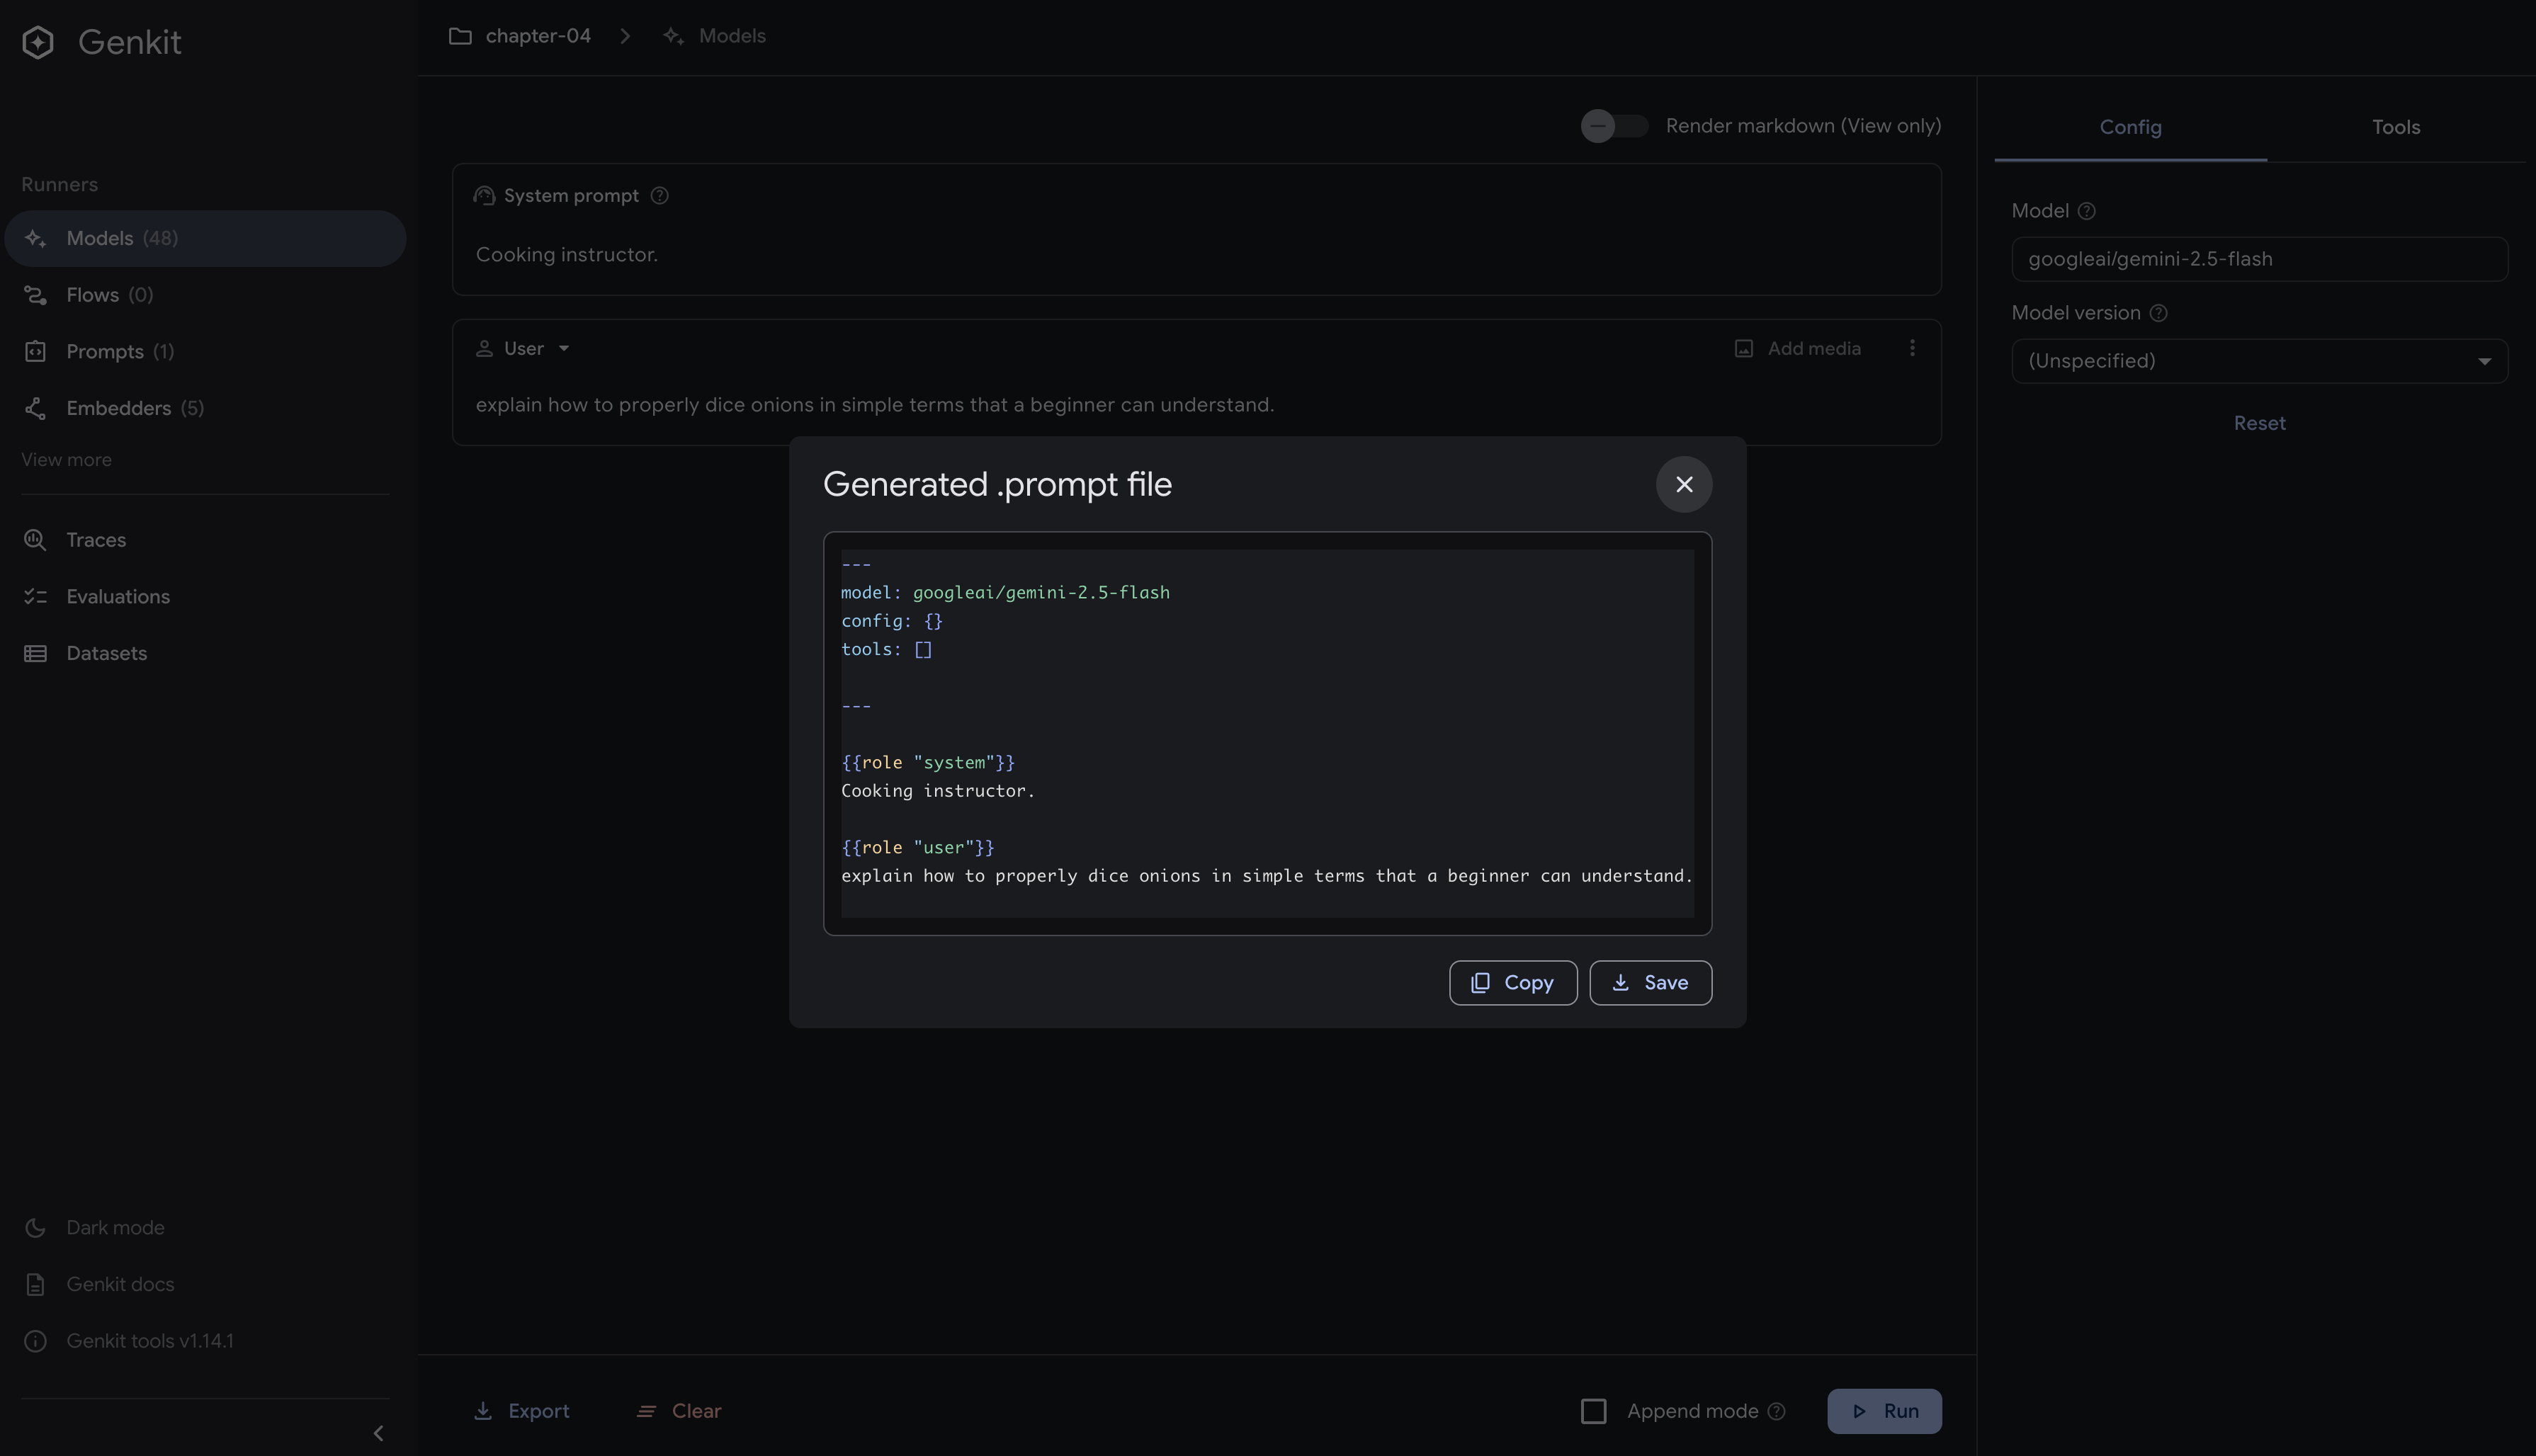 Genkit
Runners
Models (48)
Flows (0)
Prompts (1)
Embedders (5)
View more
Traces
Evaluations
Datasets
Dark mode
Genkit docs
Genkit tools v1.14.1
chapter-04 > Models
Render markdown (View only)
System prompt
Cooking instructor.
User
Add media
explain how to properly dice onions in simple terms that a beginner can understand.
Generated .prompt file
---
model: googleai/gemini-2.5-flash
config: {}
tools: []
---
{{role "system"}}
Cooking instructor.
{{role "user"}}
explain how to properly dice onions in simple terms that a beginner can understand.
Copy
Save
Export
Clear
Append mode
Run
Config
Tools
Model
googleai/gemini-2.5-flash
Model version
(Unspecified)
Reset